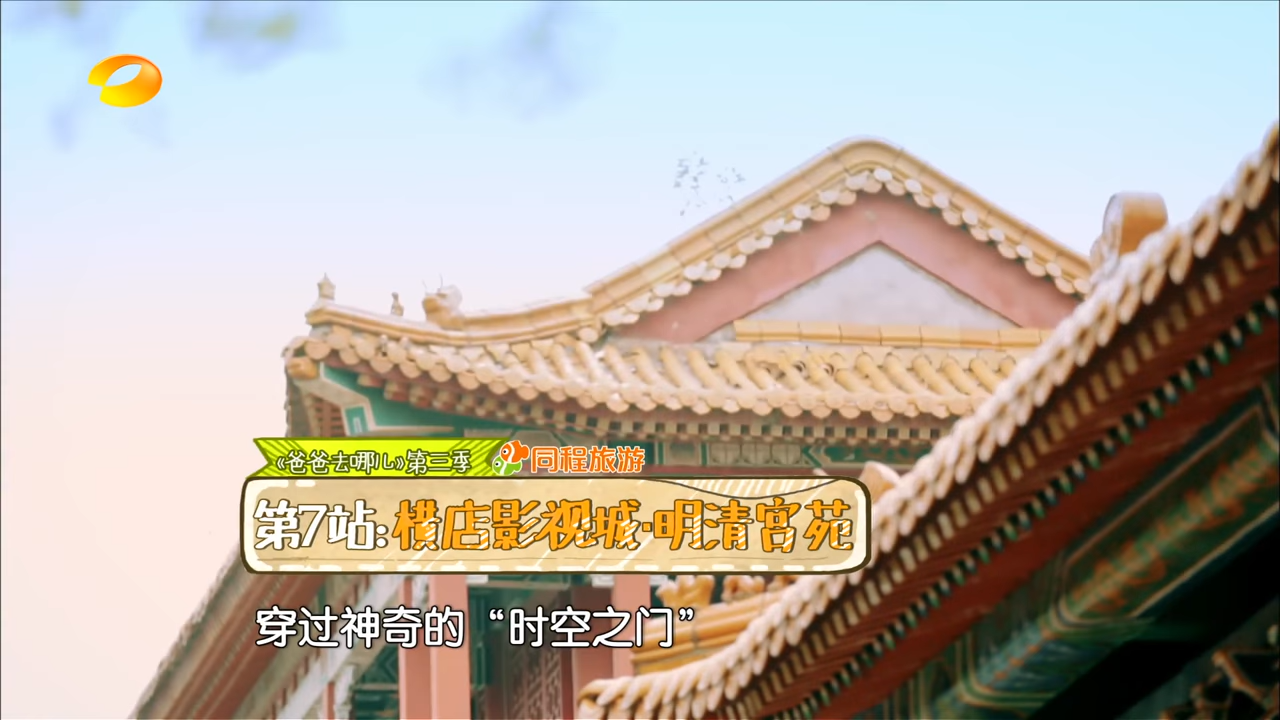 《爸爸去哪儿》第三季 同程旅游
第7站:横店影视城·明清宫苑
穿过神奇的“时空之门”